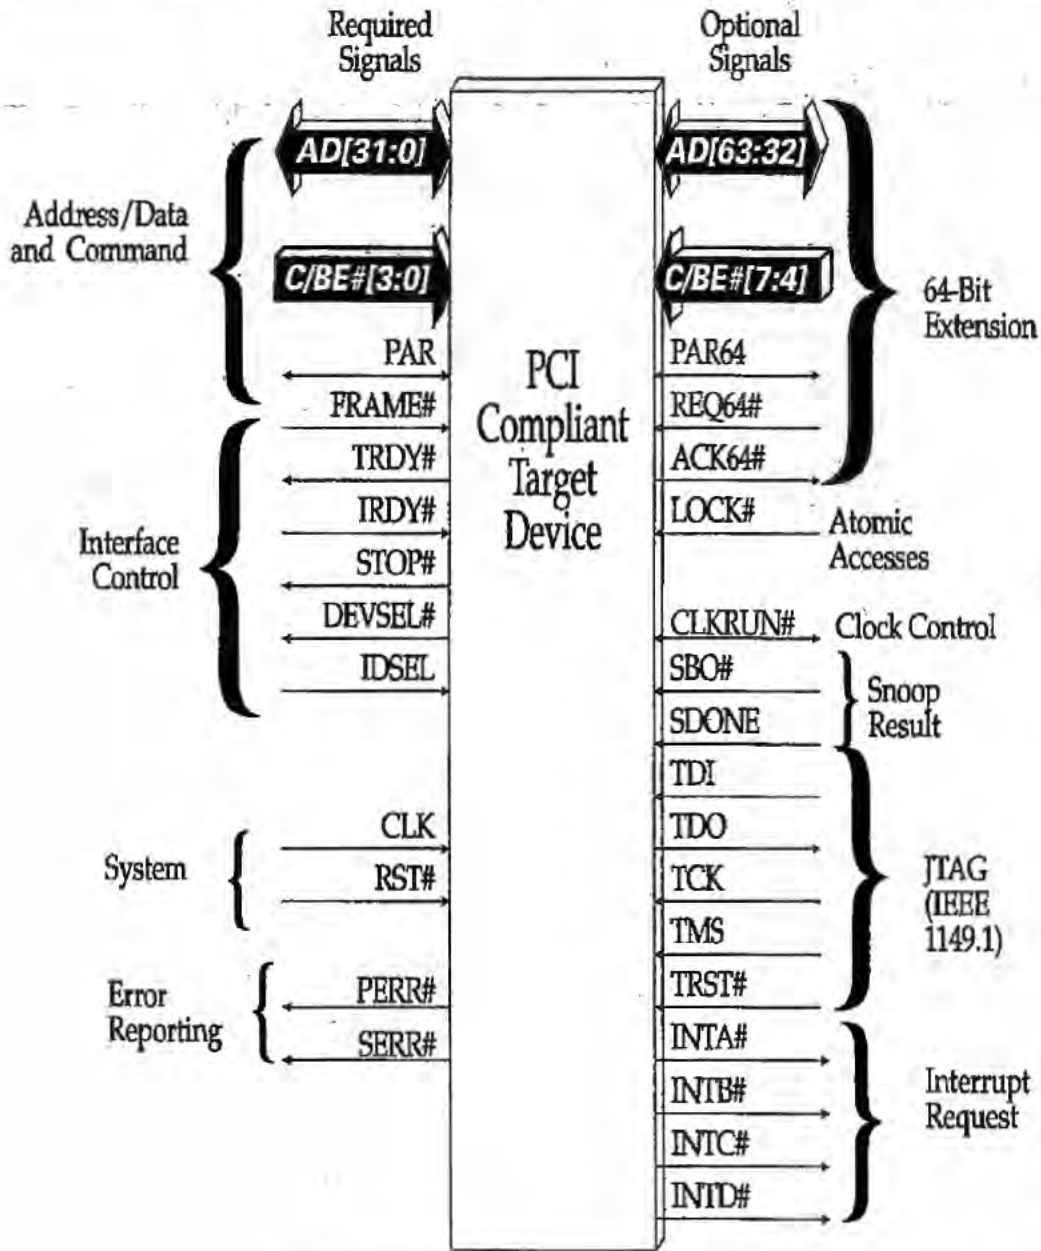 Required
Signals
Optional
Signals
AD[31:0]
AD[63:32]
Address/Data
and Command
C/BE#[3:0]
C/BE#[7:4]
64-Bit
Extension
PAR
PAR64
FRAME#
REQ64#
TRDY#
ACK64#
IRDY#
LOCK#
Atomic
Accesses
PCI
Compliant
Target
Device
Interface
Control
STOP#
DEVSEL#
CLKRUN#
Clock Control
IDSEL
SBO#
SDONE
Snoop
Result
TDI
CLK
TDO
System
RST#
TCK
JTAG
(IEEE
1149.1)
TMS
Error
Reporting
PERR#
TRST#
SERR#
INTA#
INTB#
Interrupt
Request
INTC#
INTD#